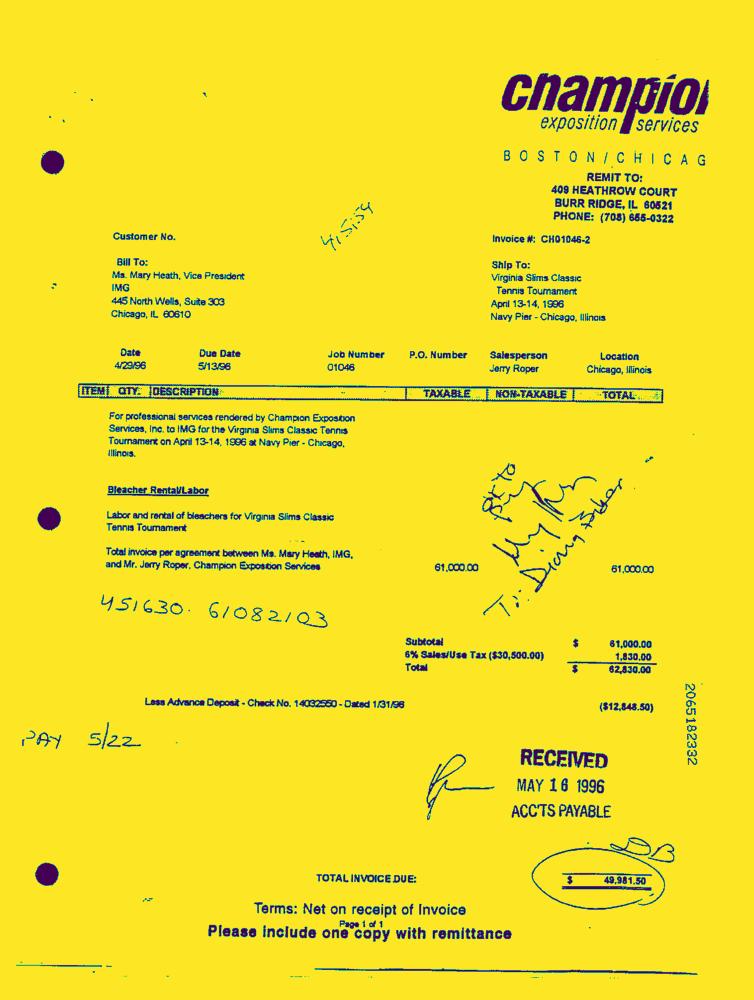 champion
exposition services
BOSTON/CHICAG
REMIT TO:
409 HEATHROW COURT
BURR RIDGE, IL 60521
PHONE: (708) 655-0322
41554
Customer No.
Invoice #: CH01046-2
Bill To:
Ms. Mary Heath, Vice President
IMG
445 North Wells, Suite 303
Chicago, IL 60610
Ship To:
Virginia Slims Classic
Tennis Tournament
April 13-14, 1996
Navy Pier - Chicago, Illinois
Date Due Date Job Number P.O. Number Salesperson Location
4/29/96 5/13/96 01046 Jerry Roper Chicago, Illinois
ITEM QTY. DESCRIPTION TAXABLE NON-TAXABLE TOTAL
For professional services rendered by Champion Exposition
Services, Inc. to IMG for the Virginia Slims Classic Tennis
Tournament on April 13-14, 1996 at Navy Pier - Chicago,
Illinois.
Bleacher Rental/Labor
Labor and rental of bleachers for Virginia Slims Classic
Tennis Tournament
Total invoice per agreement between Ms. Mary Heath, IMG,
and Mr. Jerry Roper, Champion Exposition Services
61,000.00 61,000.00
OK to
Pay
To:
451630. 61082103
Subtotal $ 61,000.00
6% Sales/Use Tax ($30,500.00) 1,830.00
Total $ 62,830.00
Less Advance Deposit - Check No. 14032550 - Dated 1/31/96 ($12,848.50)
2065182332
PAY 5/22
RECEIVED
MAY 16 1996
ACC'TS PAYABLE
DB
TOTAL INVOICE DUE: $ 49,981.50
Terms: Net on receipt of Invoice
Page 1 of 1
Please include one copy with remittance